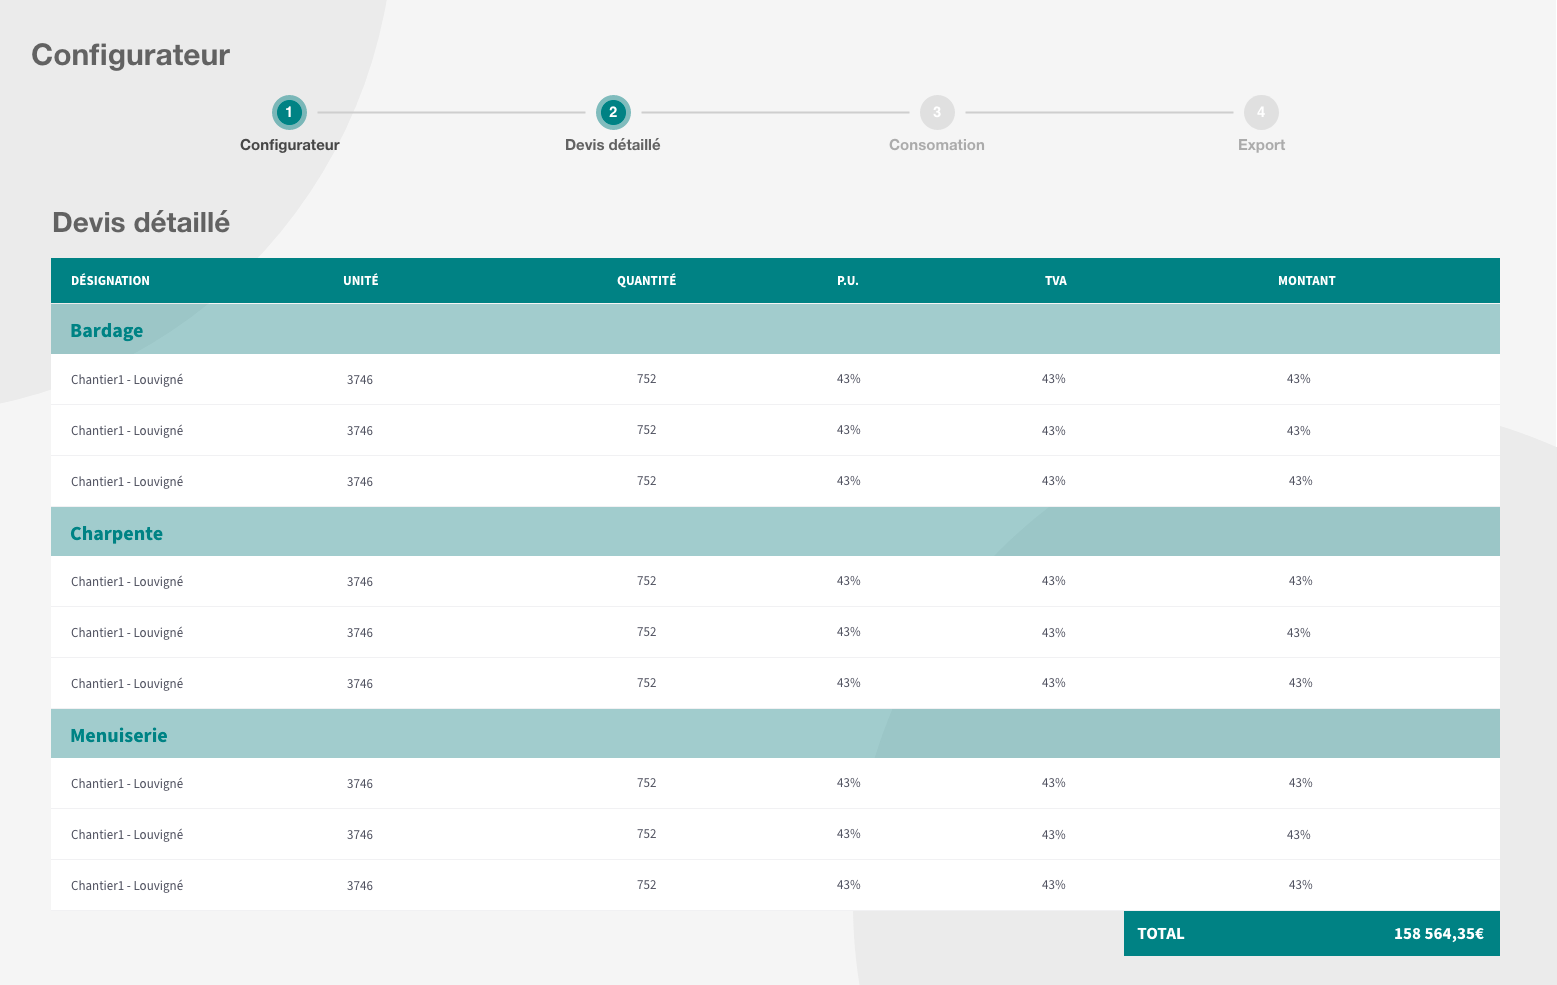 Configurateur
1 2 3 4
Configurateur Devis détaillé Consomation Export
Devis détaillé
DÉSIGNATION UNITÉ QUANTITÉ P.U. TVA MONTANT
Bardage
Chantier1 - Louvigné 3746 752 43% 43% 43%
Chantier1 - Louvigné 3746 752 43% 43% 43%
Chantier1 - Louvigné 3746 752 43% 43% 43%
Charpente
Chantier1 - Louvigné 3746 752 43% 43% 43%
Chantier1 - Louvigné 3746 752 43% 43% 43%
Chantier1 - Louvigné 3746 752 43% 43% 43%
Menuiserie
Chantier1 - Louvigné 3746 752 43% 43% 43%
Chantier1 - Louvigné 3746 752 43% 43% 43%
Chantier1 - Louvigné 3746 752 43% 43% 43%
TOTAL 158 564,35€